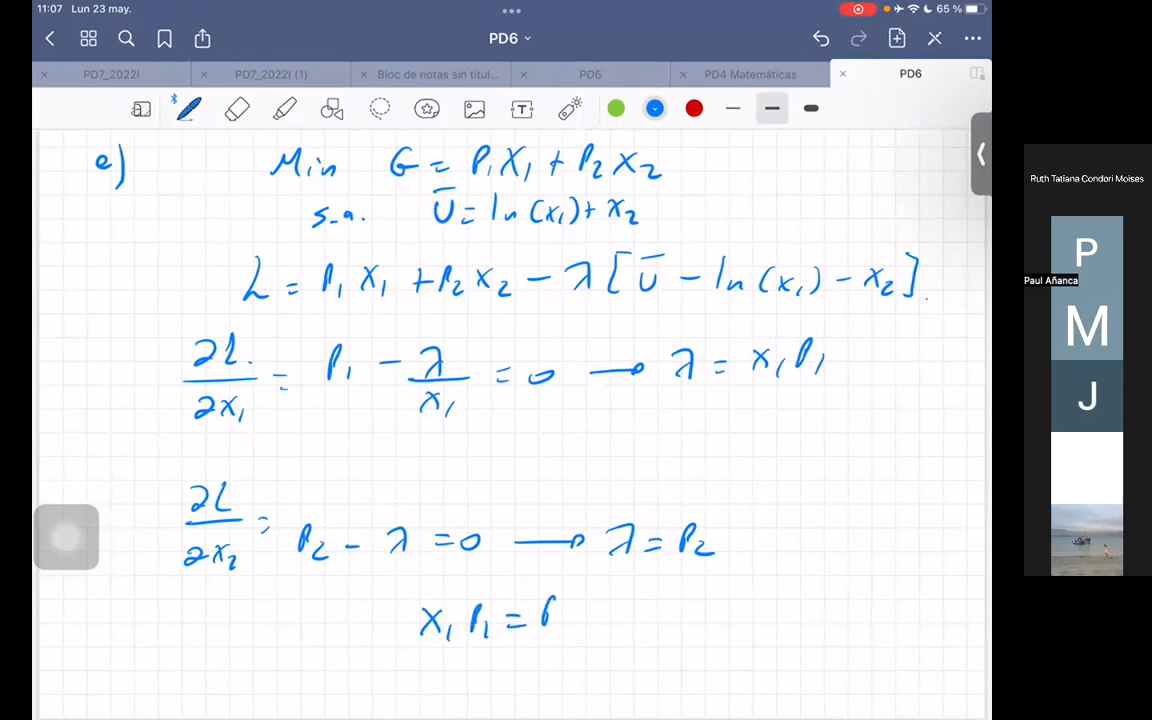 11:07 Lun 23 may. 65 %
PD6
PD7_2022I PD7_2022I (1) Bloc de notas sin títul... PD6 PD4 Matemáticas PD6
e) Min G = P₁X₁ + P₂X₂
s.a. Ū = ln(x₁) + x₂
L = P₁X₁ + P₂X₂ − λ[Ū − ln(x₁) − x₂].
∂L/∂x₁ = P₁ − λ/x₁ = 0 → λ = x₁P₁
∂L/∂x₂ = P₂ − λ = 0 → λ = P₂
X₁P₁ =
Ruth Tatiana Condori Moises
P
Paul Añanca
M
J